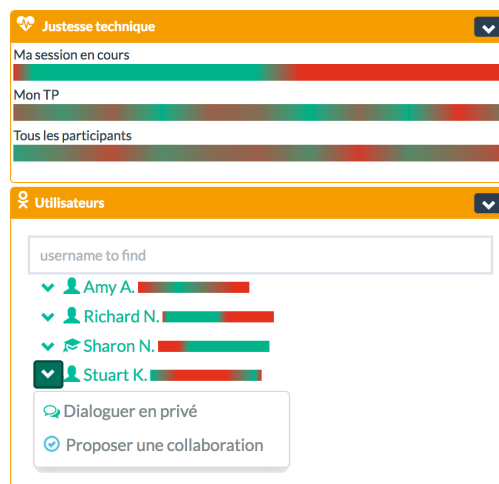 Justesse technique
Ma session en cours
Mon TP
Tous les participants
Utilisateurs
username to find
Amy A.
Richard N.
Sharon N.
Stuart K.
Dialoguer en privé
Proposer une collaboration